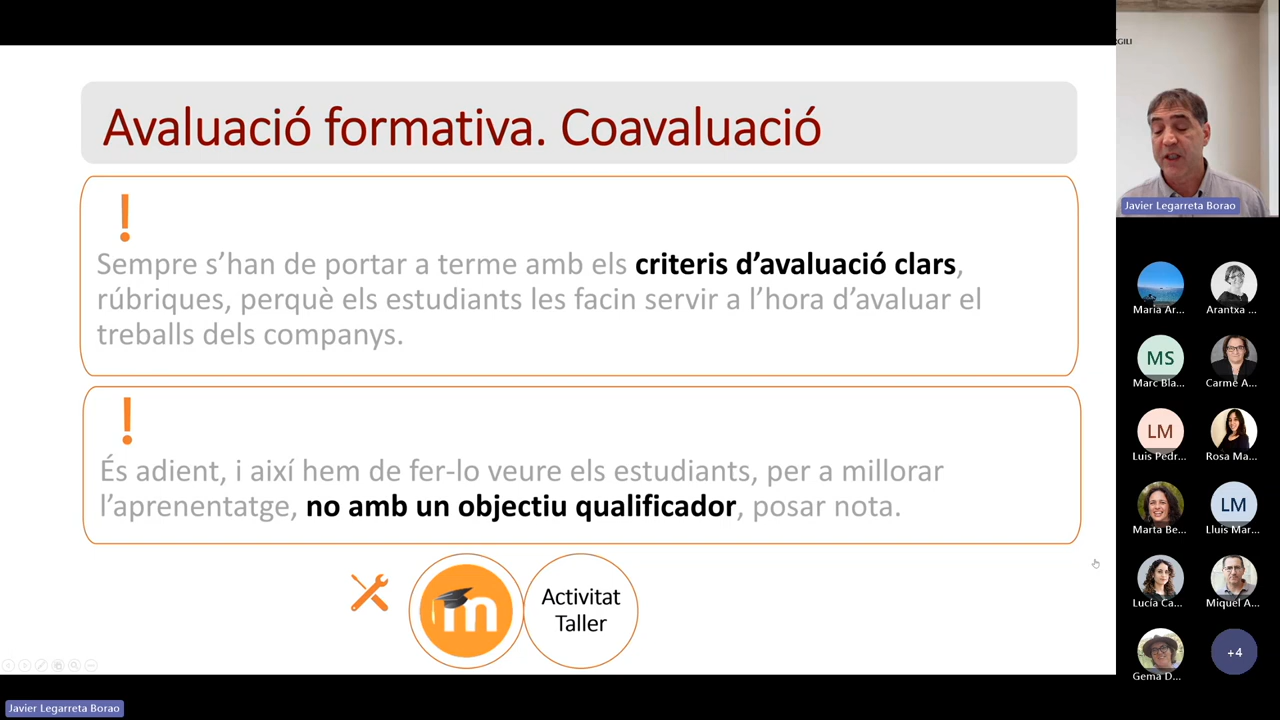 Avaluació formativa. Coavaluació
!
Sempre s’han de portar a terme amb els criteris d’avaluació clars,
rúbriques, perquè els estudiants les facin servir a l’hora d’avaluar el
treballs dels companys.
!
És adient, i així hem de fer-lo veure els estudiants, per a millorar
l’aprenentatge, no amb un objectiu qualificador, posar nota.
m
Activitat
Taller
Javier Legarreta Borao
GILI
Javier Legarreta Borao
Maria Ar...
Arantxa ...
MS
Marc Bla...
Carme A...
LM
Luis Pedr...
Rosa Ma...
Marta Be...
LM
Lluis Mar...
Lucía Ca...
Miquel A...
Gema D...
+4